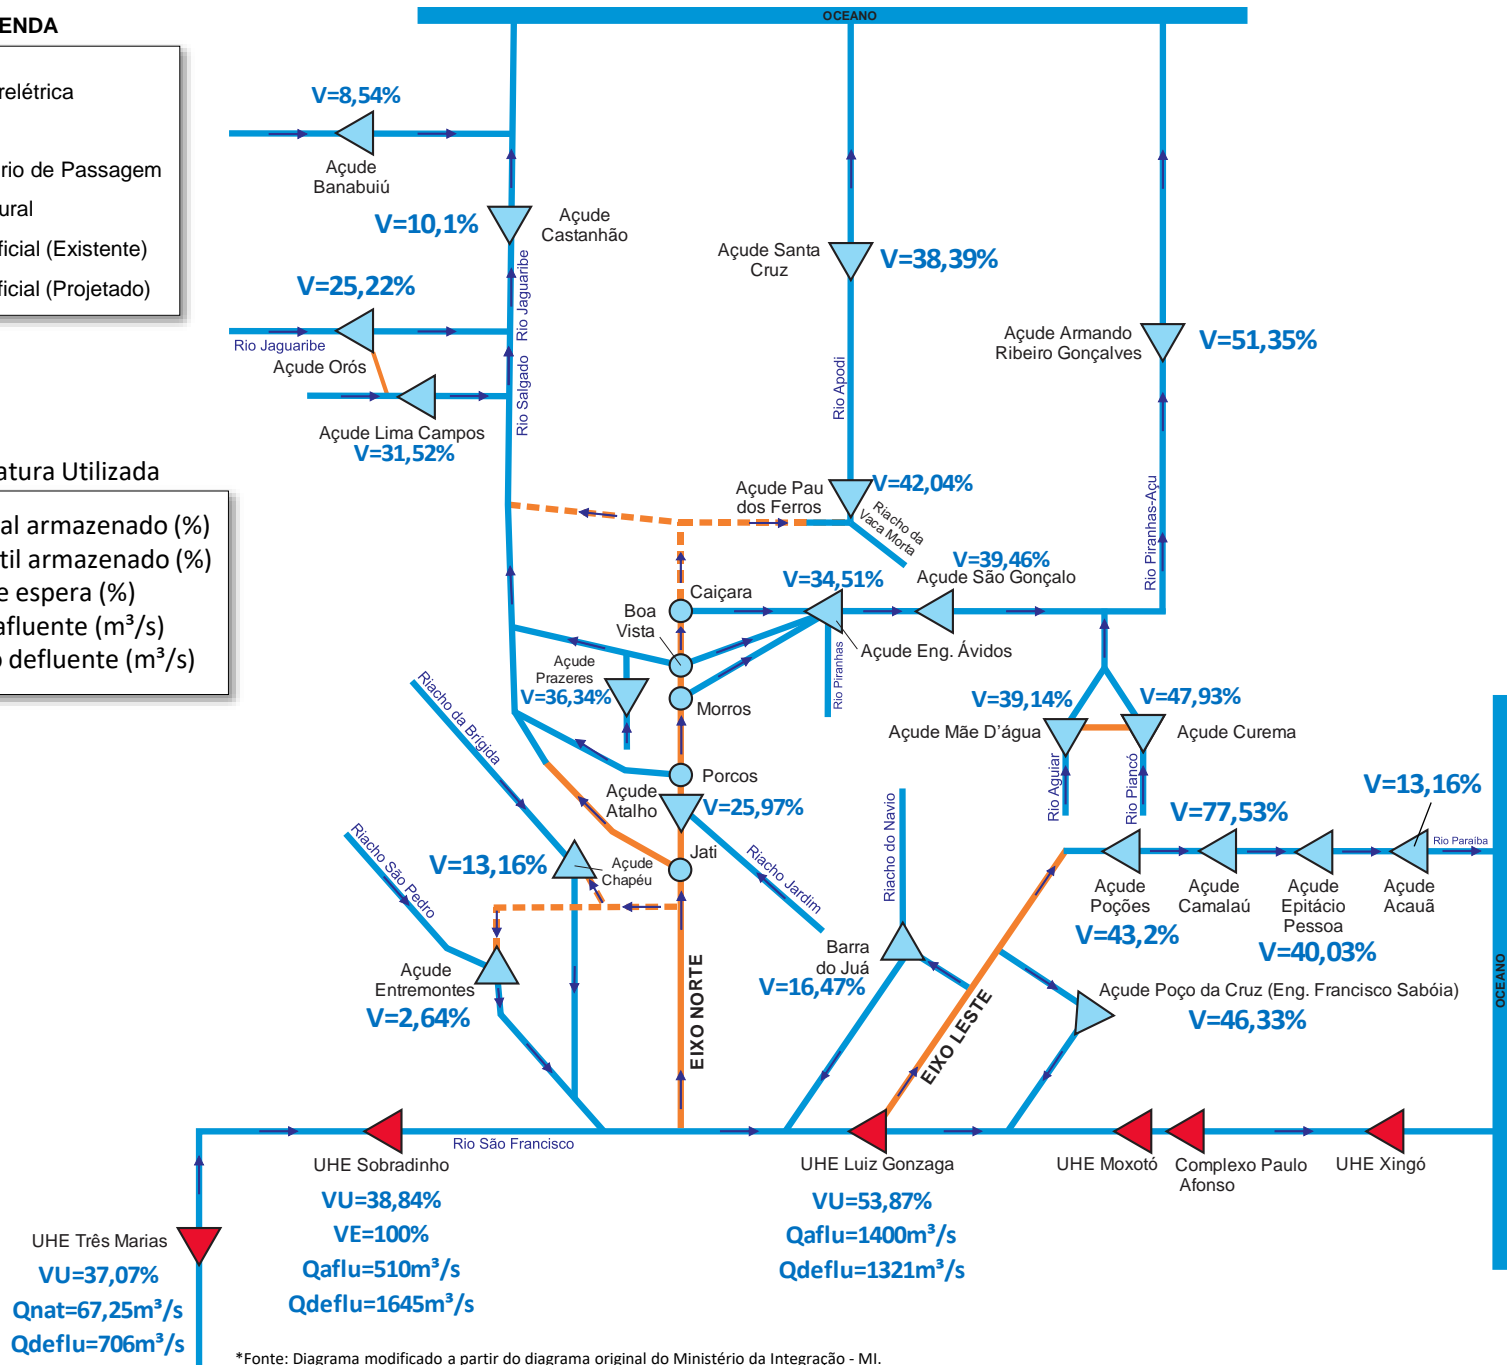 OCEANO
ENDA
relétrica
rio de Passagem
ural
ficial (Existente)
ficial (Projetado)
V=8,54%
Açude
Banabuiú
V=10,1%
Açude
Castanhão
Açude Santa
Cruz
V=38,39%
V=25,22%
Rio Jaguaribe
Rio Jaguaribe
Açude Orós
Açude Armando
Ribeiro Gonçalves
V=51,35%
Rio Salgado
Rio Apodi
Açude Lima Campos
V=31,52%
atura Utilizada
al armazenado (%)
til armazenado (%)
e espera (%)
afluente (m³/s)
o defluente (m³/s)
Açude Pau
dos Ferros
V=42,04%
Riacho da
Vaca Morta
Rio Piranhas-Açu
V=39,46%
Açude São Gonçalo
V=34,51%
Caiçara
Boa
Vista
Açude Eng. Ávidos
Rio Piranhas
Açude
Prazeres
V=36,34%
Morros
Riacho da Brígida
V=39,14%
V=47,93%
Açude Mãe D'água
Açude Curema
Rio Aguiar
Rio Piancó
Porcos
Açude
Atalho
V=25,97%
Jati
Riacho Jardim
Riacho do Navio
V=13,16%
V=77,53%
Rio Paraíba
Riacho São Pedro
V=13,16%
Açude
Chapéu
Açude
Poções
V=43,2%
Açude
Camalaú
Açude
Epitácio
Pessoa
V=40,03%
Açude
Acauã
Açude
Entremontes
V=2,64%
EIXO NORTE
Barra
do Juá
V=16,47%
EIXO LESTE
Açude Poço da Cruz (Eng. Francisco Sabóia)
V=46,33%
OCEANO
Rio São Francisco
UHE Sobradinho
VU=38,84%
VE=100%
Qaflu=510m³/s
Qdeflu=1645m³/s
UHE Luiz Gonzaga
VU=53,87%
Qaflu=1400m³/s
Qdeflu=1321m³/s
UHE Moxotó
Complexo Paulo
Afonso
UHE Xingó
UHE Três Marias
VU=37,07%
Qnat=67,25m³/s
Qdeflu=706m³/s
*Fonte: Diagrama modificado a partir do diagrama original do Ministério da Integração - MI.